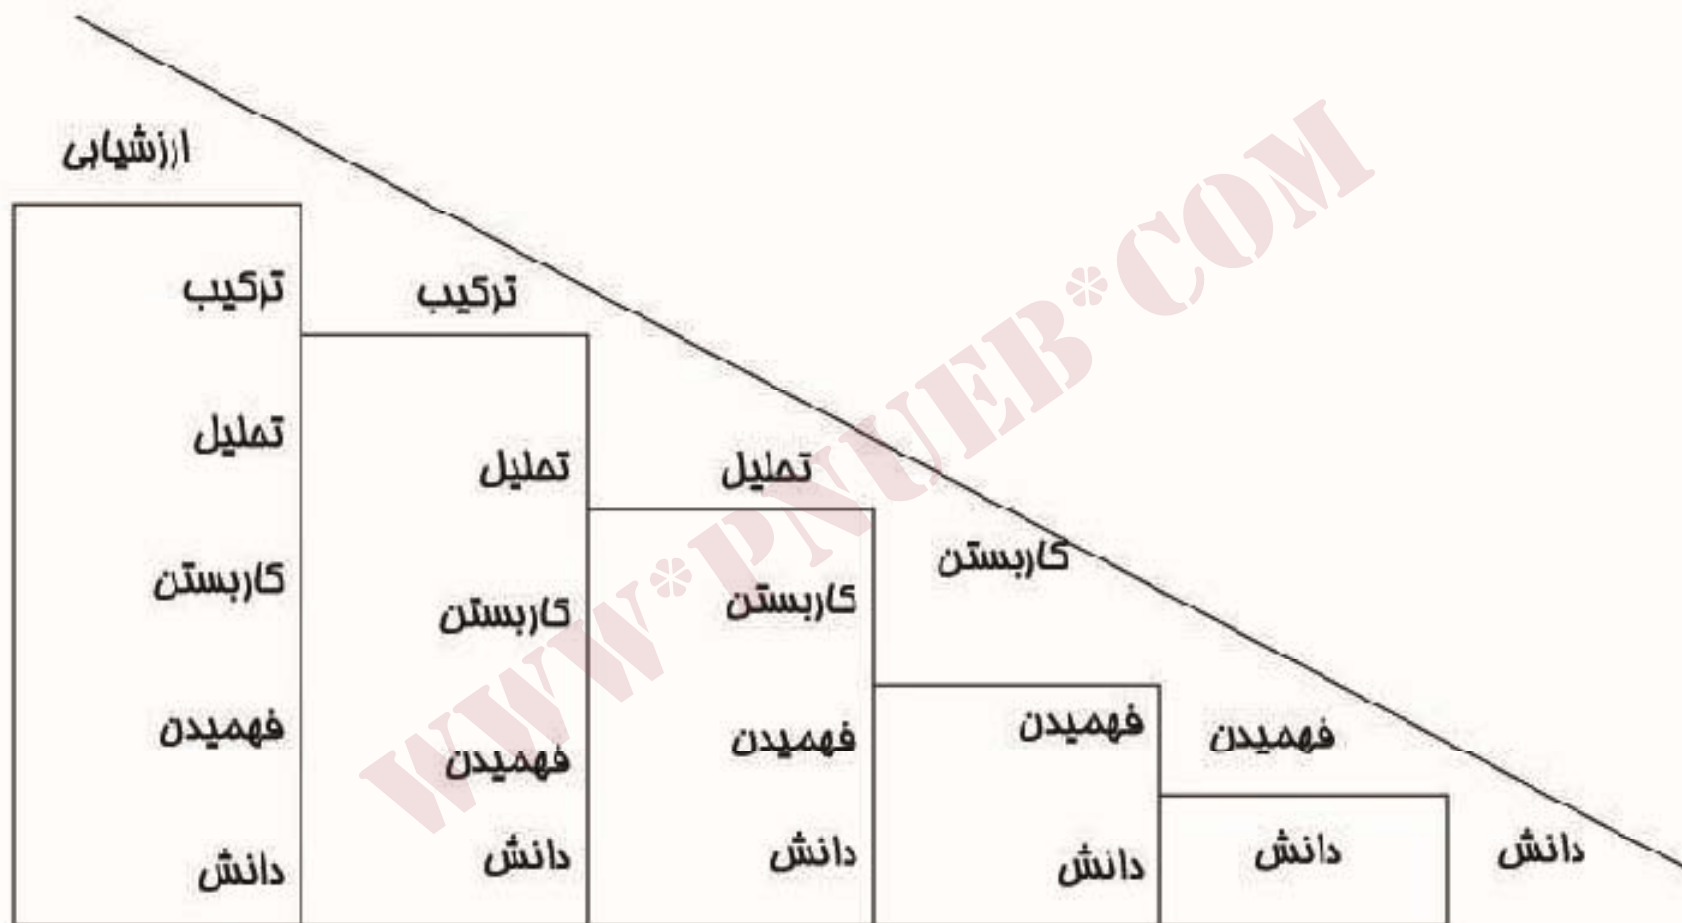 ارزشیابی
ترکیب
تحلیل
کاربستن
فهمیدن
دانش
ترکیب
تحلیل
کاربستن
فهمیدن
دانش
تحلیل
کاربستن
فهمیدن
دانش
کاربستن
فهمیدن
دانش
فهمیدن
دانش
دانش
WWW*PNUEB*COM